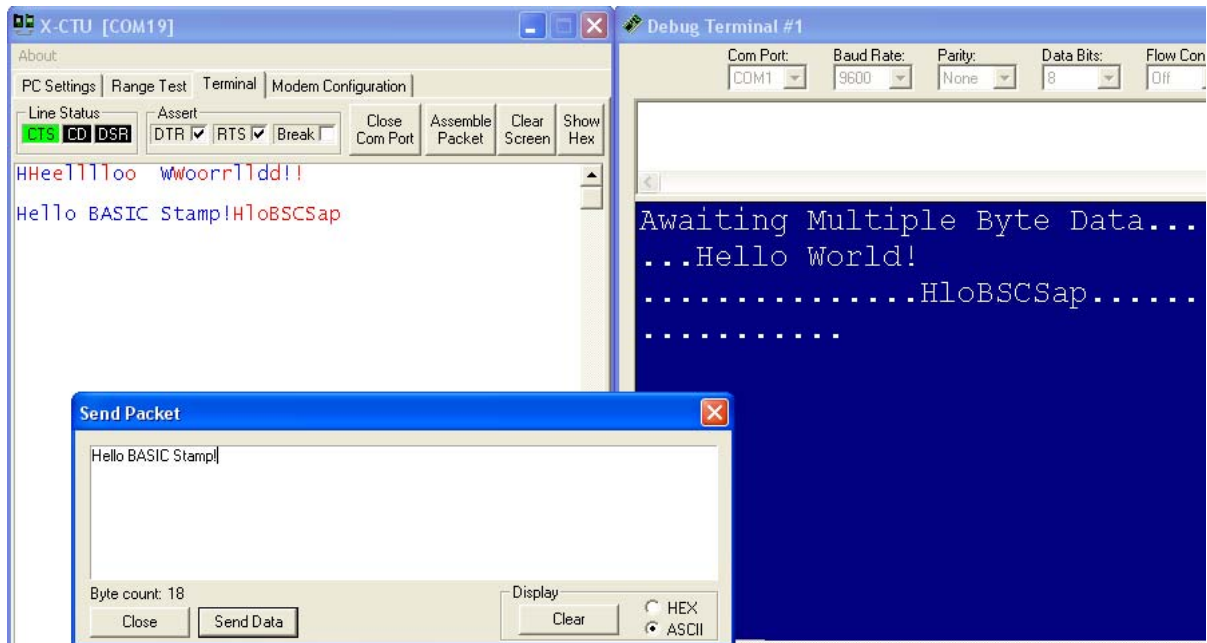 X-CTU [COM19]
About
PC Settings Range Test Terminal Modem Configuration
Line Status
CTS CD DSR
Assert
DTR RTS Break
Close Com Port
Assemble Packet
Clear Screen
Show Hex
HHeelllloo  WWoorrlldd!!
Hello BASIC Stamp!HloBSCSap
Debug Terminal #1
Com Port: Baud Rate: Parity: Data Bits: Flow Con
COM1 9600 None 8 Off
Awaiting Multiple Byte Data...
...Hello World!
...............HloBSCSap......
...........
Send Packet
Hello BASIC Stamp!
Byte count: 18
Close Send Data
Display
Clear
HEX
ASCII